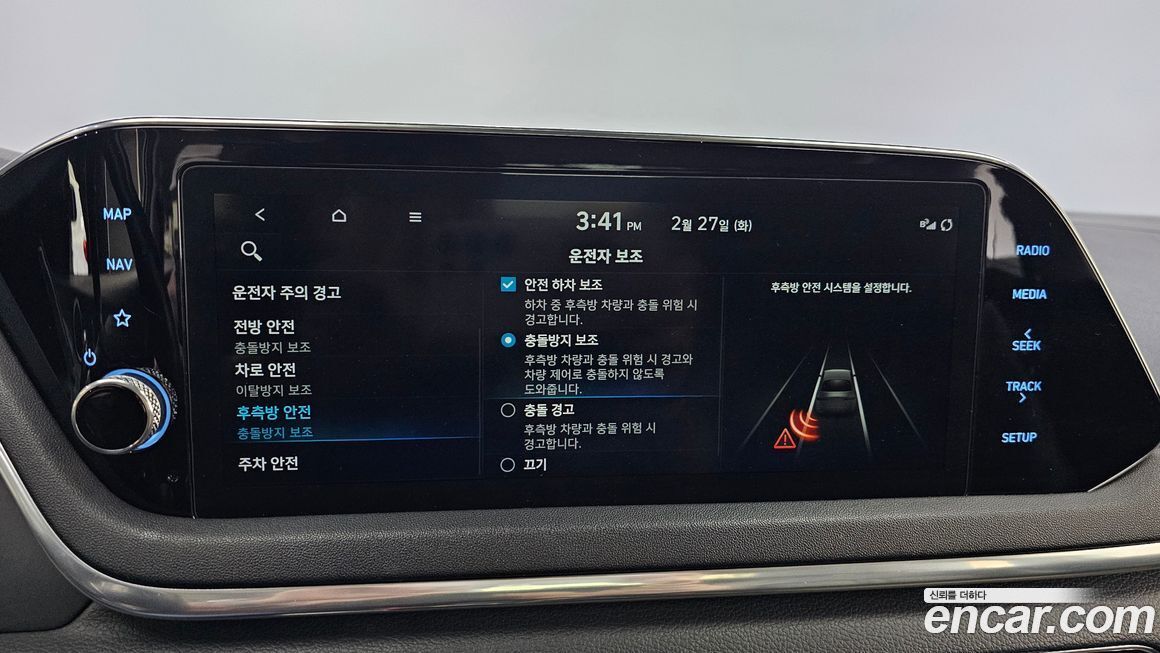 MAP
NAV
3:41 PM 2월 27일 (화)
운전자 보조
운전자 주의 경고
전방 안전
충돌방지 보조
차로 안전
이탈방지 보조
후측방 안전
충돌방지 보조
주차 안전
안전 하차 보조
하차 중 후측방 차량과 충돌 위험 시
경고합니다.
충돌방지 보조
후측방 차량과 충돌 위험 시 경고와
차량 제어로 충돌하지 않도록
도와줍니다.
충돌 경고
후측방 차량과 충돌 위험 시
경고합니다.
끄기
후측방 안전 시스템을 설정합니다.
RADIO
MEDIA
SEEK
TRACK
SETUP
신뢰를 더하다
encar.com